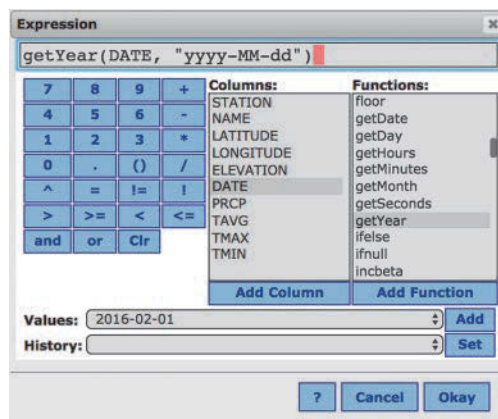 Expression
×
getYear(DATE, "yyyy-MM-dd")
7 8 9 +
4 5 6 -
1 2 3 *
0 . () /
^ = != !
> >= < <=
and or Clr
Columns:
STATION
NAME
LATITUDE
LONGITUDE
ELEVATION
DATE
PRCP
TAVG
TMAX
TMIN
Add Column
Functions:
floor
getDate
getDay
getHours
getMinutes
getMonth
getSeconds
getYear
ifelse
ifnull
incbeta
Add Function
Values: 2016-02-01 Add
History: Set
? Cancel Okay